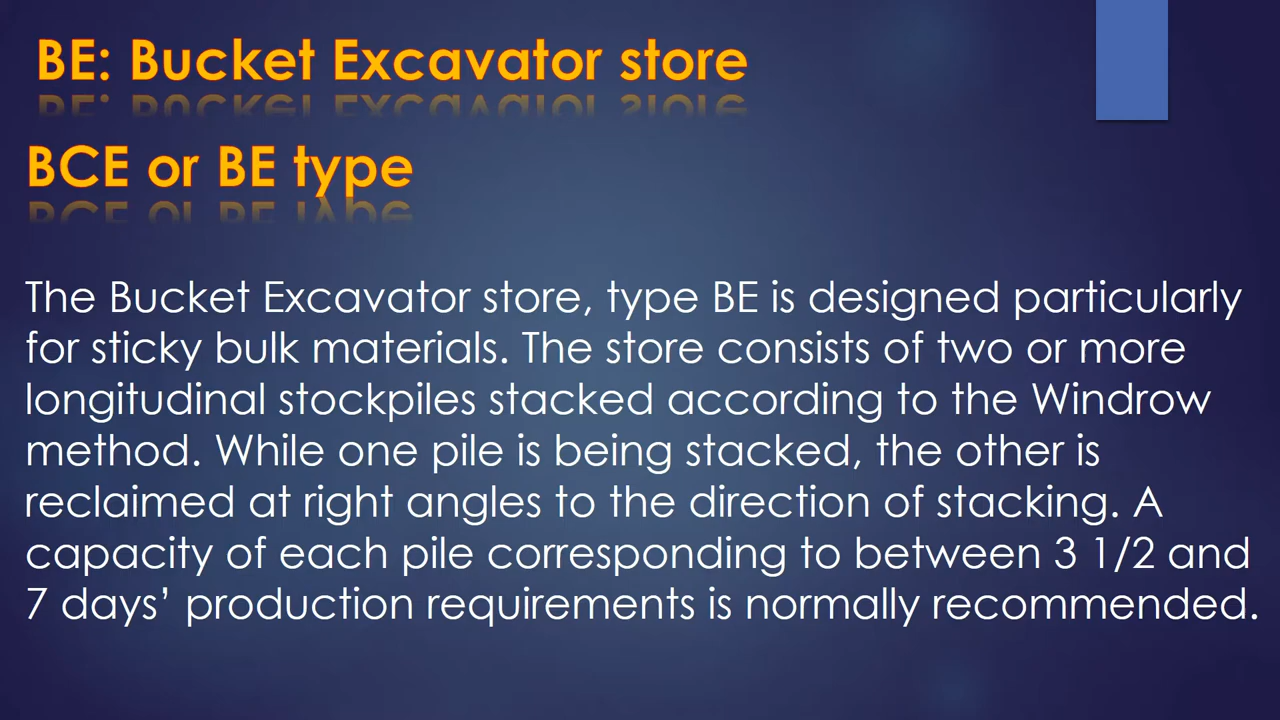 BE: Bucket Excavator store
BCE or BE type
The Bucket Excavator store, type BE is designed particularly
for sticky bulk materials. The store consists of two or more
longitudinal stockpiles stacked according to the Windrow
method. While one pile is being stacked, the other is
reclaimed at right angles to the direction of stacking. A
capacity of each pile corresponding to between 3 1/2 and
7 days’ production requirements is normally recommended.